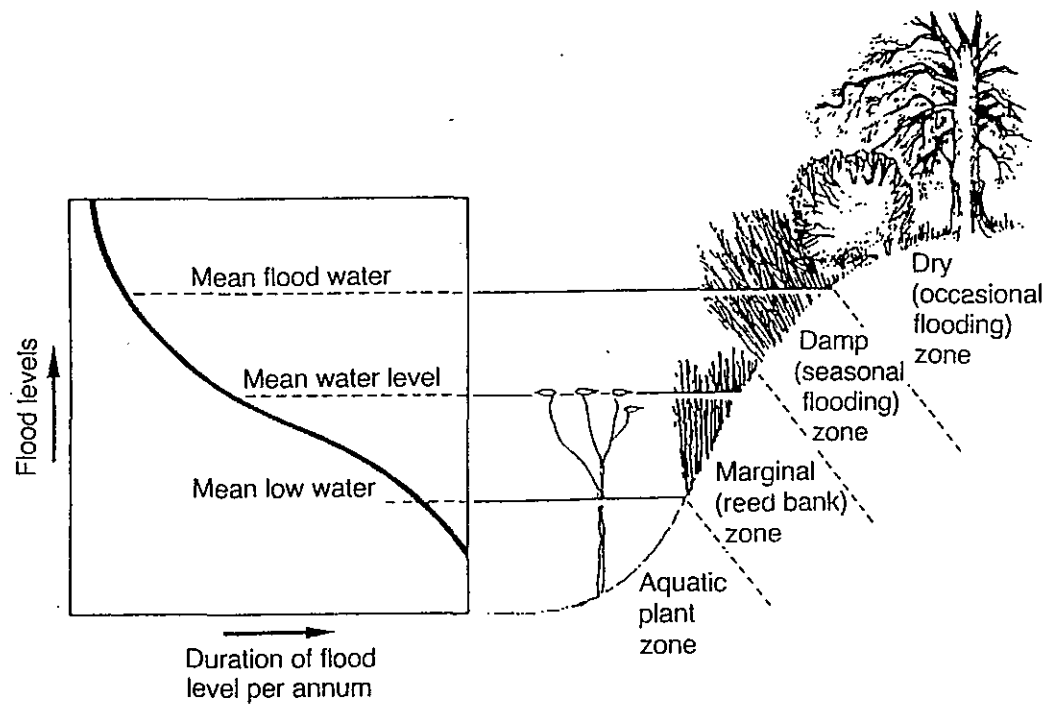 Mean flood water
Mean water level
Mean low water
Flood levels
Duration of flood
level per annum
Dry
(occasional
flooding)
zone
Damp
(seasonal
flooding)
zone
Marginal
(reed bank)
zone
Aquatic
plant
zone